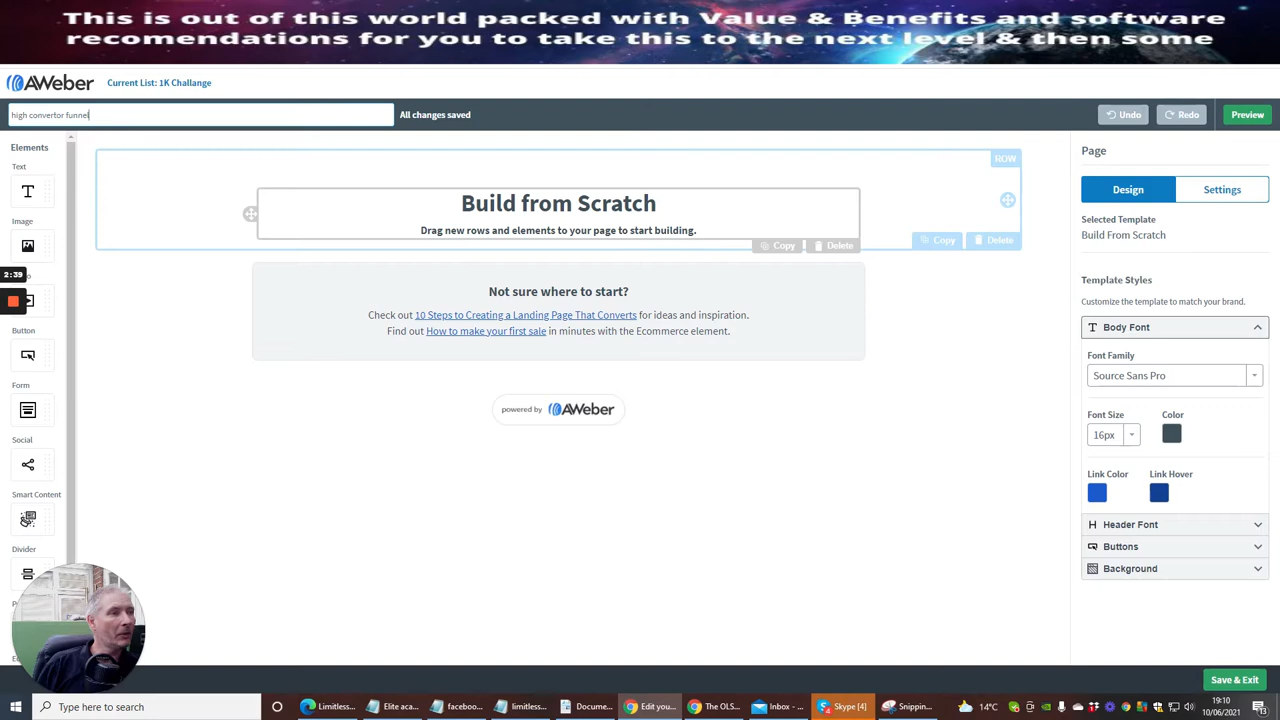 This is out of this world packed with Value & Benefits and software
recomendations for you to take this to the next level & then some
AWeber
Current List: 1K Challange
high convertor funnel
All changes saved
Undo
Redo
Preview
Elements
Text
Image
2:39
Button
Form
Social
Smart Content
Divider
ROW
Build from Scratch
Drag new rows and elements to your page to start building.
Copy
Delete
Copy
Delete
Not sure where to start?
Check out 10 Steps to Creating a Landing Page That Converts for ideas and inspiration.
Find out How to make your first sale in minutes with the Ecommerce element.
powered by AWeber
Page
Design
Settings
Selected Template
Build From Scratch
Template Styles
Customize the template to match your brand.
Body Font
Font Family
Source Sans Pro
Font Size
Color
16px
Link Color
Link Hover
Header Font
Buttons
Background
Save & Exit
Type here to search
Limitless...
Elite aca...
faceboo...
limitless...
Docume...
Edit you...
The OLS...
Inbox - ...
Skype [4]
Snippin...
14°C
19:10
10/06/2021